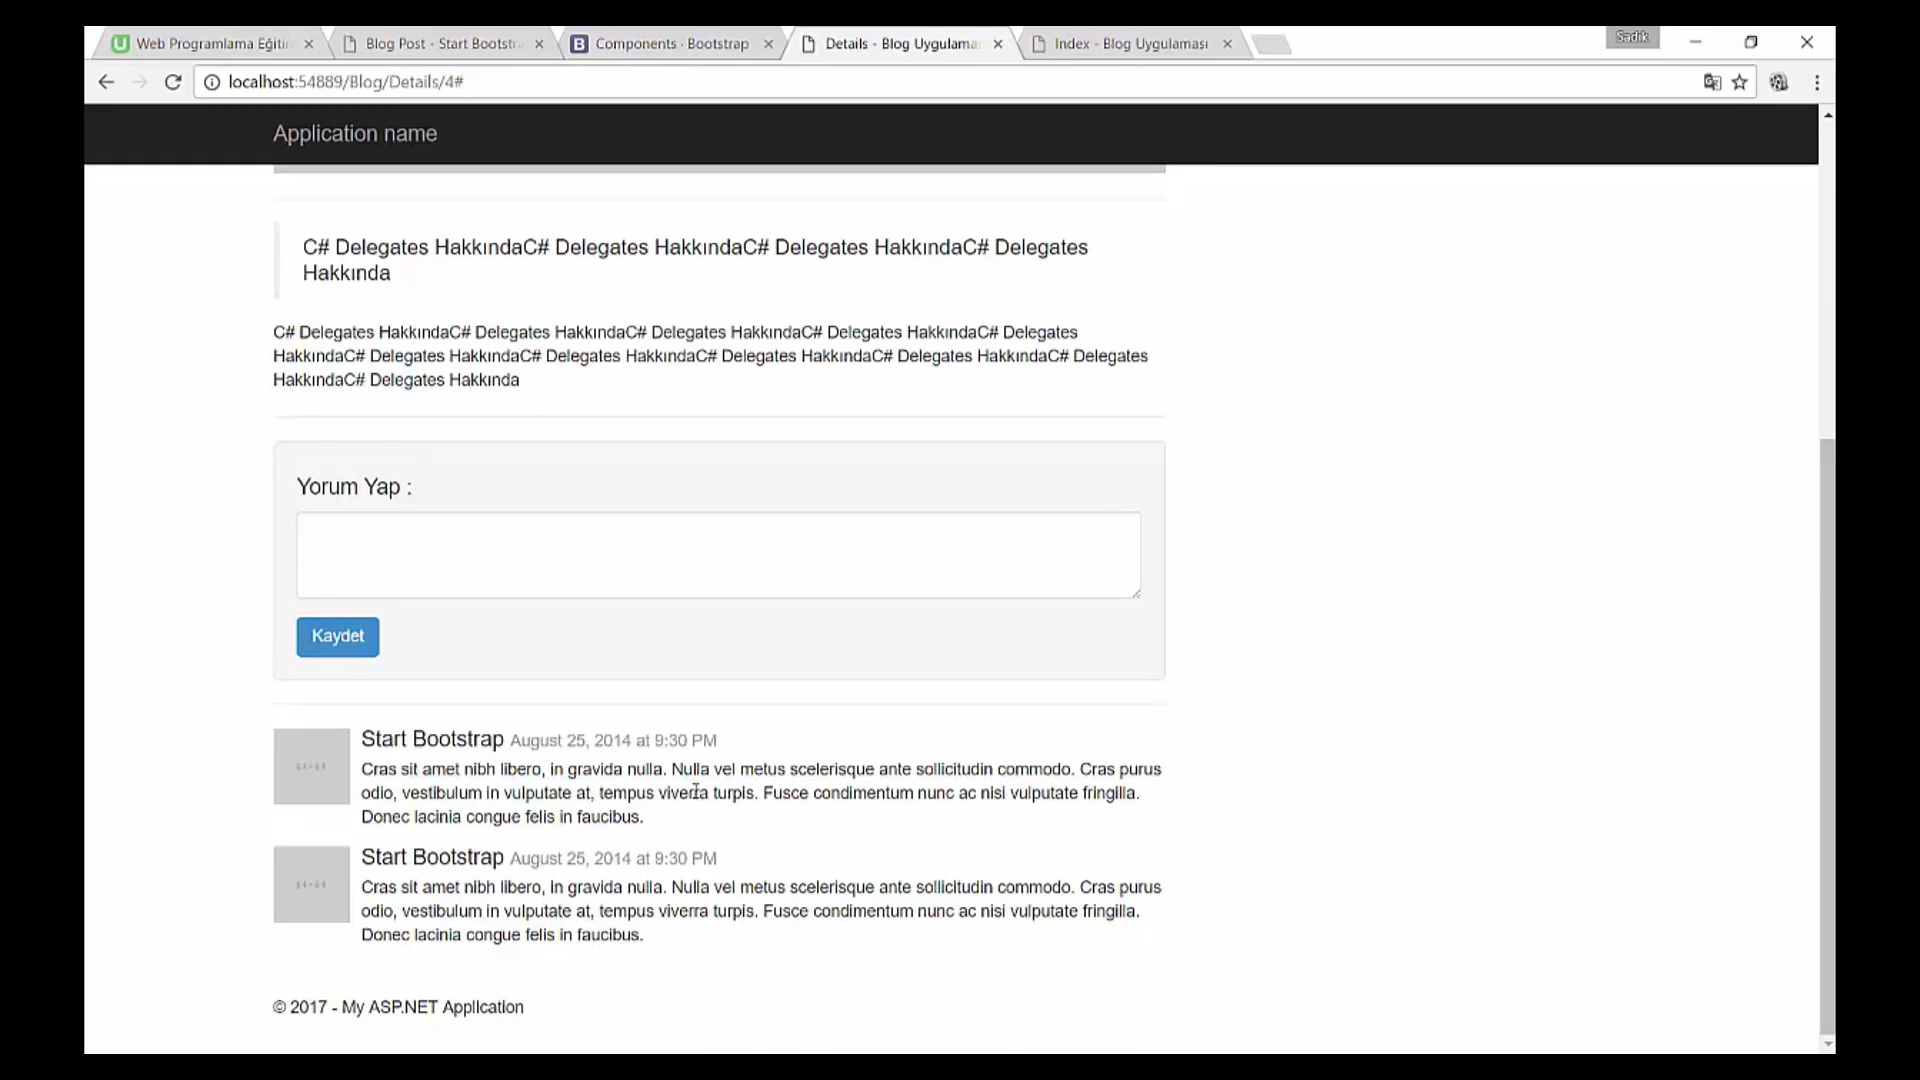 Web Programlama Eğitin
Blog Post - Start Bootstr
Components · Bootstrap
Details - Blog Uygulama
Index - Blog Uygulaması
Sadık
localhost:54889/Blog/Details/4#
Application name
C# Delegates HakkındaC# Delegates HakkındaC# Delegates HakkındaC# Delegates
Hakkında
C# Delegates HakkındaC# Delegates HakkındaC# Delegates HakkındaC# Delegates HakkındaC# Delegates
HakkındaC# Delegates HakkındaC# Delegates HakkındaC# Delegates HakkındaC# Delegates HakkındaC# Delegates
HakkındaC# Delegates Hakkında
Yorum Yap :
Kaydet
Start Bootstrap August 25, 2014 at 9:30 PM
Cras sit amet nibh libero, in gravida nulla. Nulla vel metus scelerisque ante sollicitudin commodo. Cras purus
odio, vestibulum in vulputate at, tempus viverra turpis. Fusce condimentum nunc ac nisi vulputate fringilla.
Donec lacinia congue felis in faucibus.
64×64
Start Bootstrap August 25, 2014 at 9:30 PM
Cras sit amet nibh libero, in gravida nulla. Nulla vel metus scelerisque ante sollicitudin commodo. Cras purus
odio, vestibulum in vulputate at, tempus viverra turpis. Fusce condimentum nunc ac nisi vulputate fringilla.
Donec lacinia congue felis in faucibus.
64×64
© 2017 - My ASP.NET Application